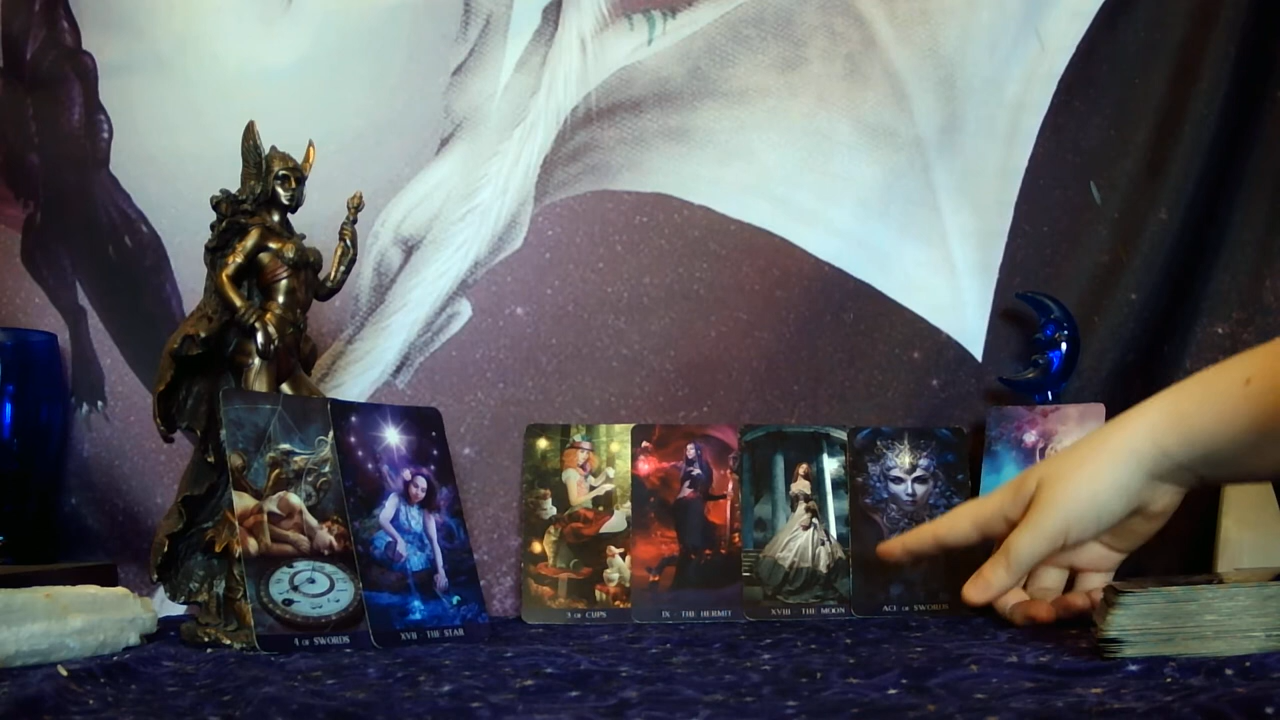 4 OF SWORDS
XVII · THE STAR
3 OF CUPS
IX · THE HERMIT
XVIII · THE MOON
ACE OF SWORDS